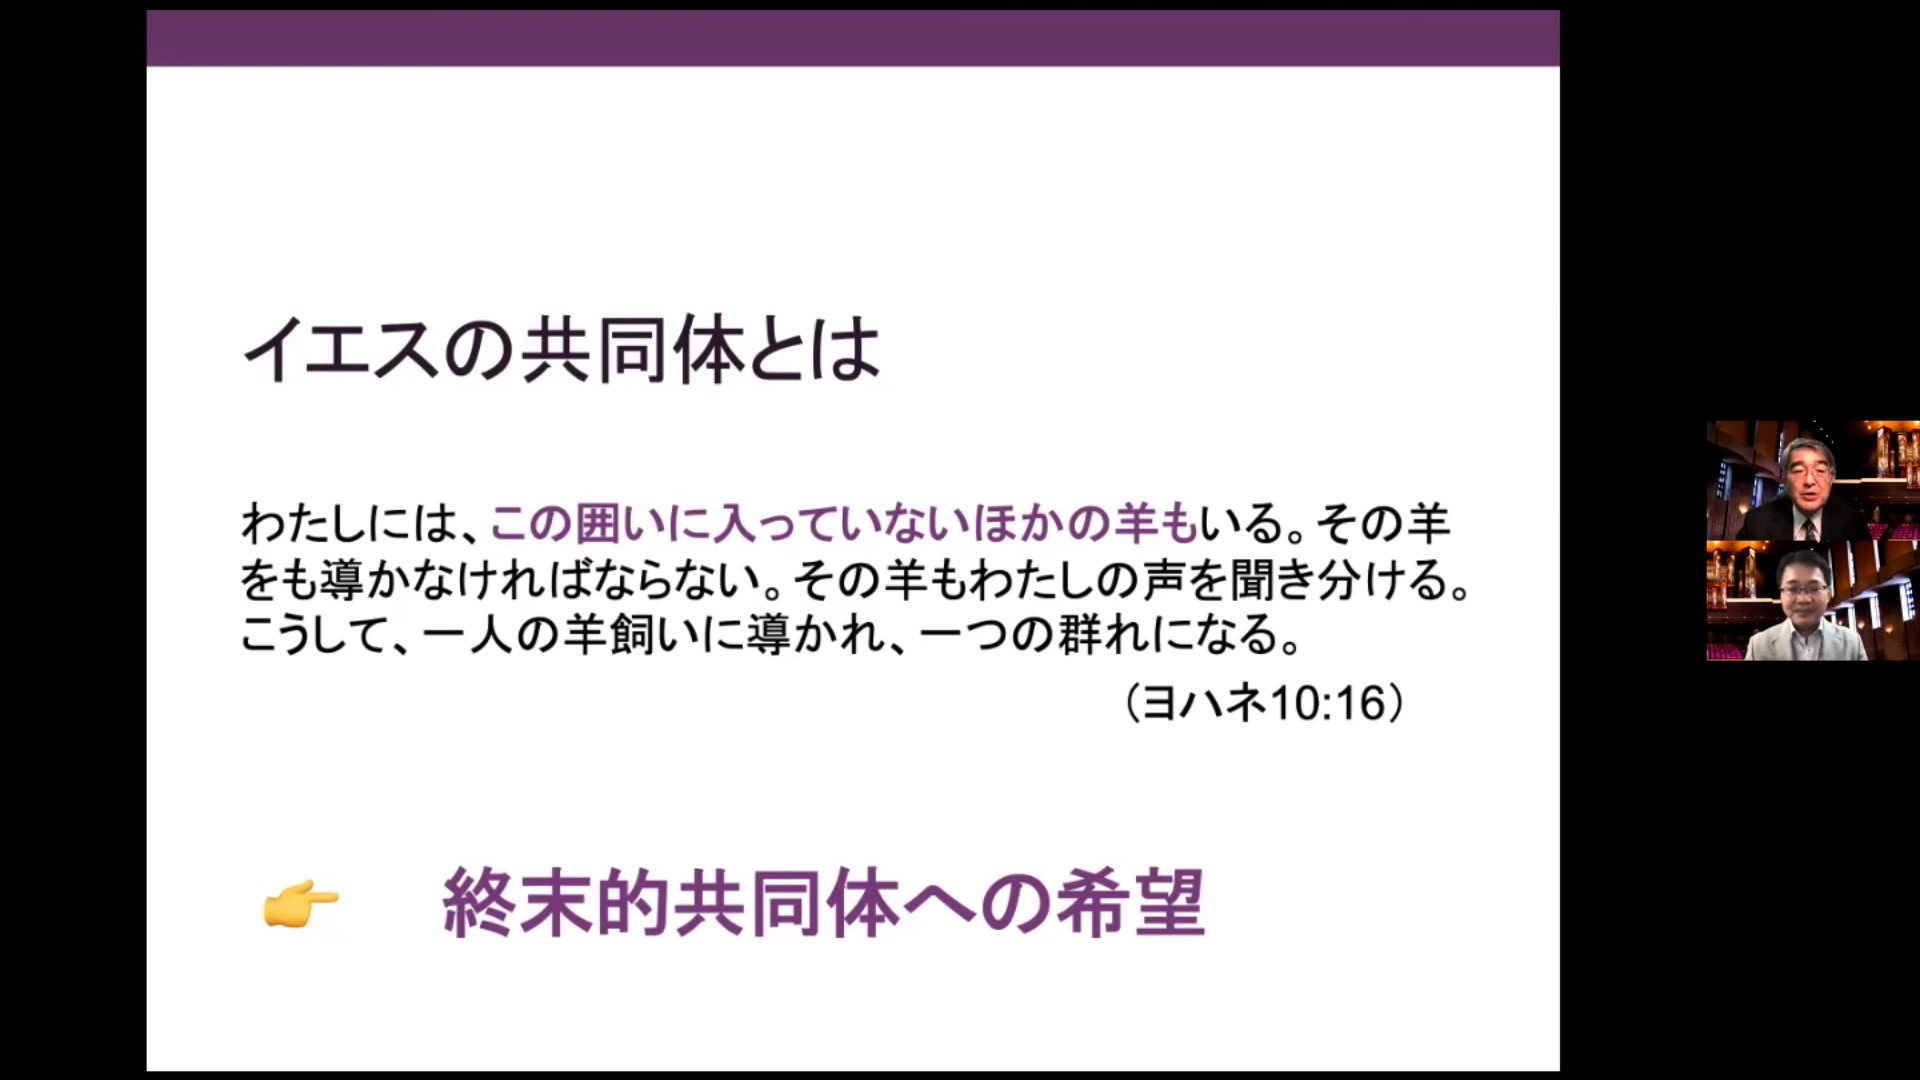 イエスの共同体とは
わたしには、この囲いに入っていないほかの羊もいる。その羊
をも導かなければならない。その羊もわたしの声を聞き分ける。
こうして、一人の羊飼いに導かれ、一つの群れになる。
（ヨハネ10:16）
終末的共同体への希望